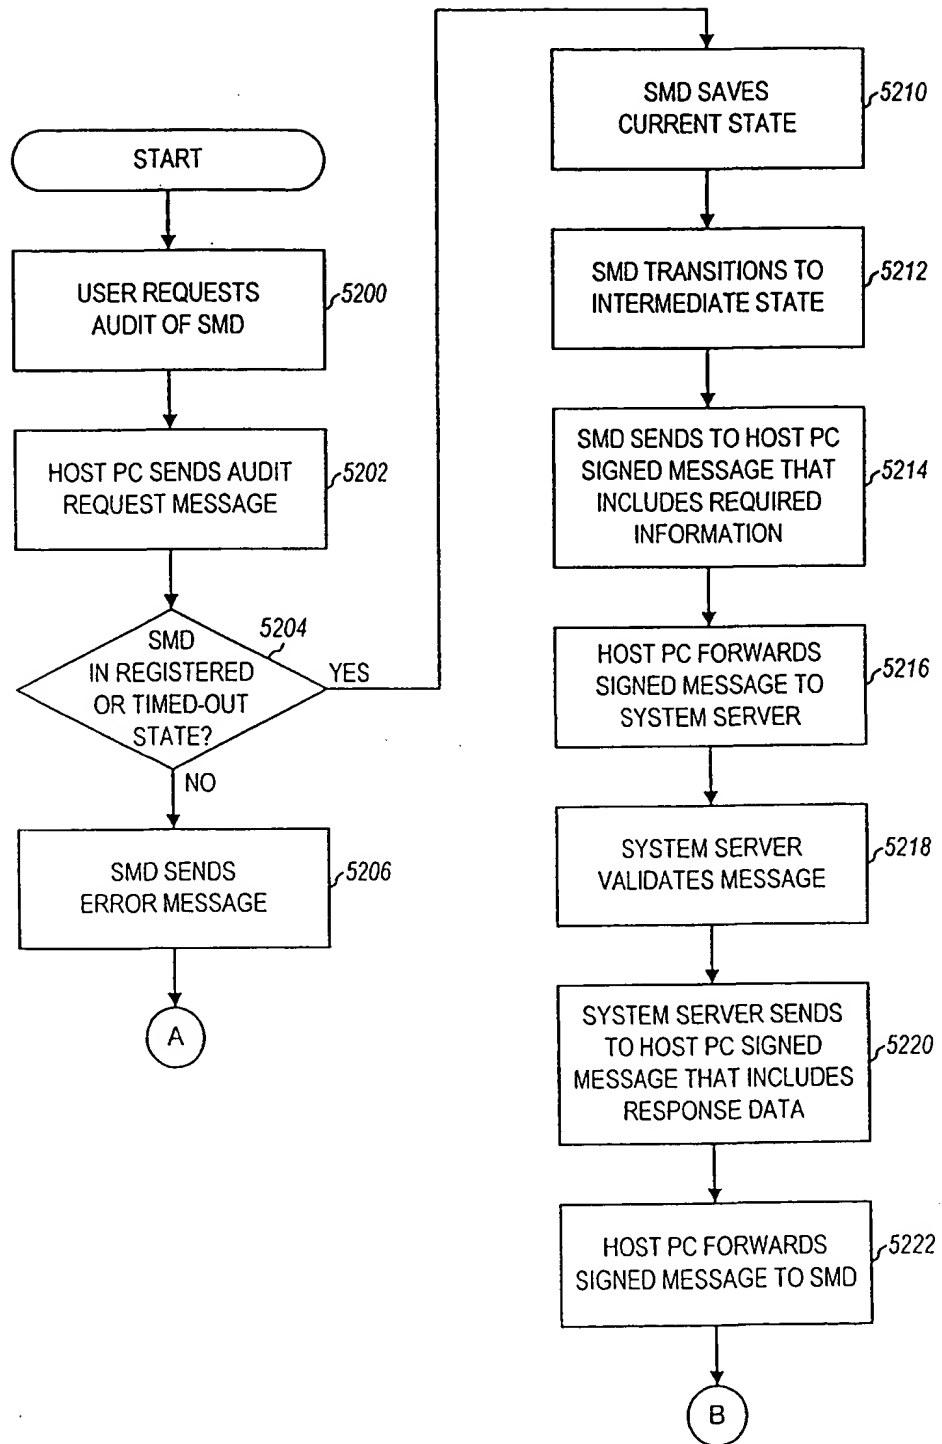 START
USER REQUESTS
AUDIT OF SMD
5200
HOST PC SENDS AUDIT
REQUEST MESSAGE
5202
SMD
IN REGISTERED
OR TIMED-OUT
STATE?
5204
YES
NO
SMD SENDS
ERROR MESSAGE
5206
A
SMD SAVES
CURRENT STATE
5210
SMD TRANSITIONS TO
INTERMEDIATE STATE
5212
SMD SENDS TO HOST PC
SIGNED MESSAGE THAT
INCLUDES REQUIRED
INFORMATION
5214
HOST PC FORWARDS
SIGNED MESSAGE TO
SYSTEM SERVER
5216
SYSTEM SERVER
VALIDATES MESSAGE
5218
SYSTEM SERVER SENDS
TO HOST PC SIGNED
MESSAGE THAT INCLUDES
RESPONSE DATA
5220
HOST PC FORWARDS
SIGNED MESSAGE TO SMD
5222
B